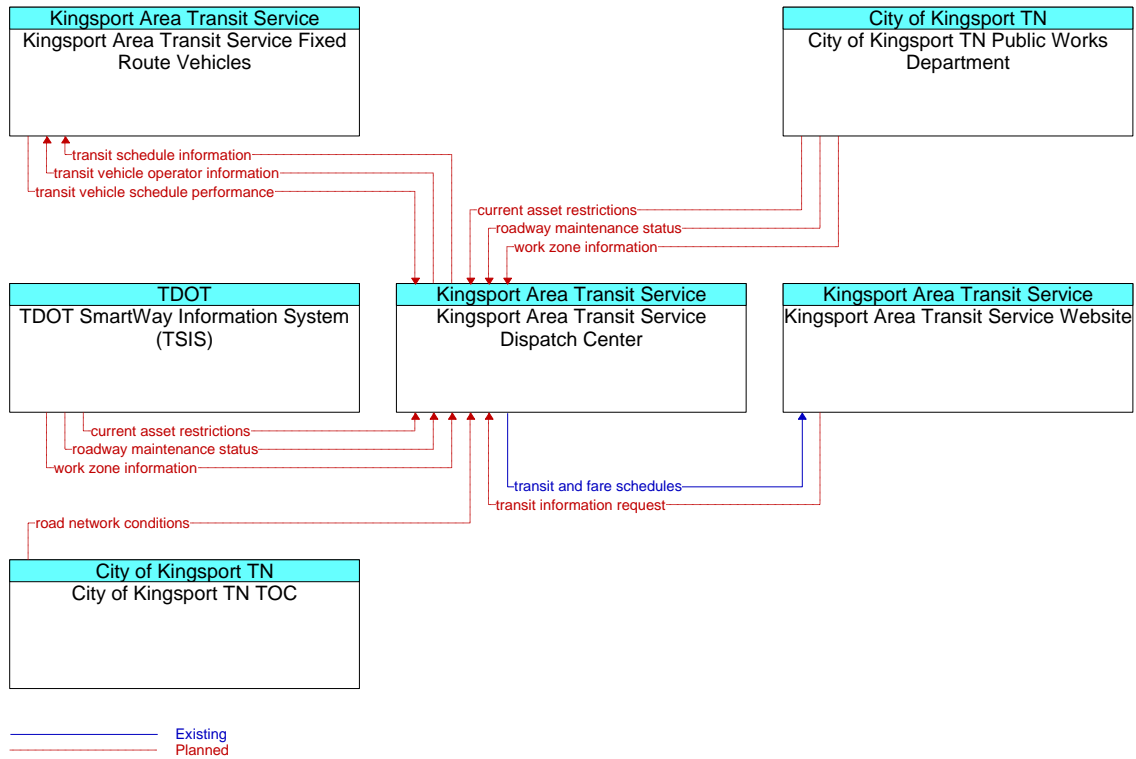 Kingsport Area Transit Service
Kingsport Area Transit Service Fixed
Route Vehicles
City of Kingsport TN
City of Kingsport TN Public Works
Department
transit schedule information
transit vehicle operator information
transit vehicle schedule performance
current asset restrictions
roadway maintenance status
work zone information
TDOT
TDOT SmartWay Information System
(TSIS)
Kingsport Area Transit Service
Kingsport Area Transit Service
Dispatch Center
Kingsport Area Transit Service
Kingsport Area Transit Service Website
current asset restrictions
roadway maintenance status
work zone information
transit and fare schedules
transit information request
road network conditions
City of Kingsport TN
City of Kingsport TN TOC
Existing
Planned